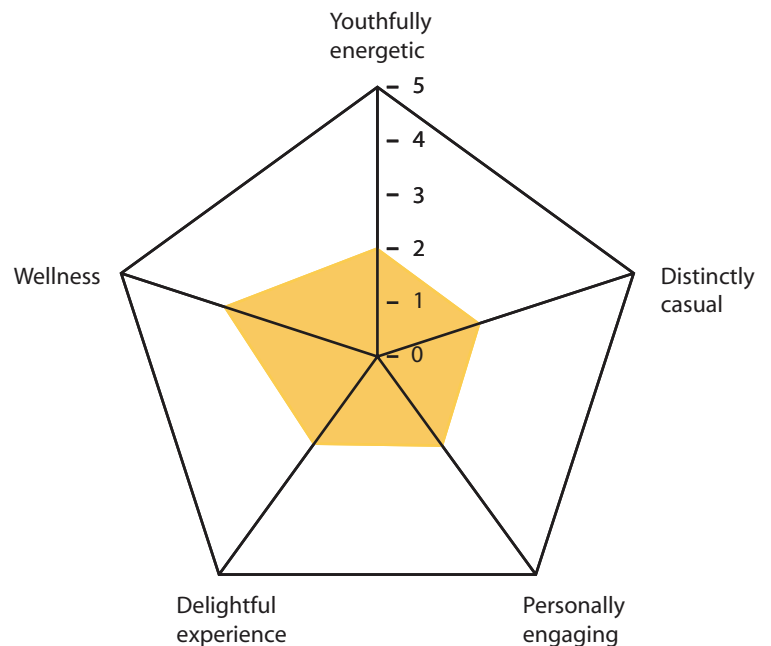 Youthfully
energetic
5
4
3
2
1
0
Wellness
Distinctly
casual
Delightful
experience
Personally
engaging